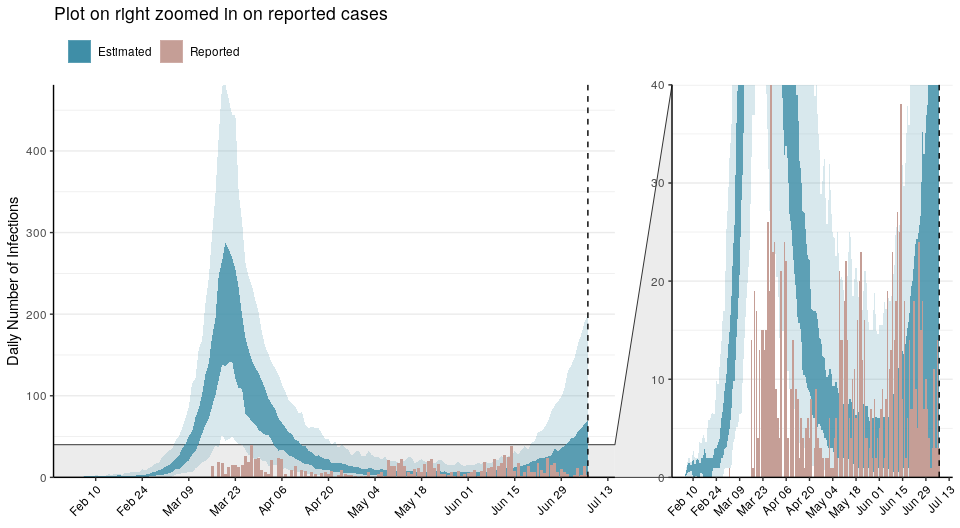 Plot on right zoomed in on reported cases
Estimated Reported
Daily Number of Infections
400
300
200
100
0
Feb 10 Feb 24 Mar 09 Mar 23 Apr 06 Apr 20 May 04 May 18 Jun 01 Jun 15 Jun 29 Jul 13
40
30
20
10
0
Feb 10 Feb 24 Mar 09 Mar 23 Apr 06 Apr 20 May 04 May 18 Jun 01 Jun 15 Jun 29 Jul 13